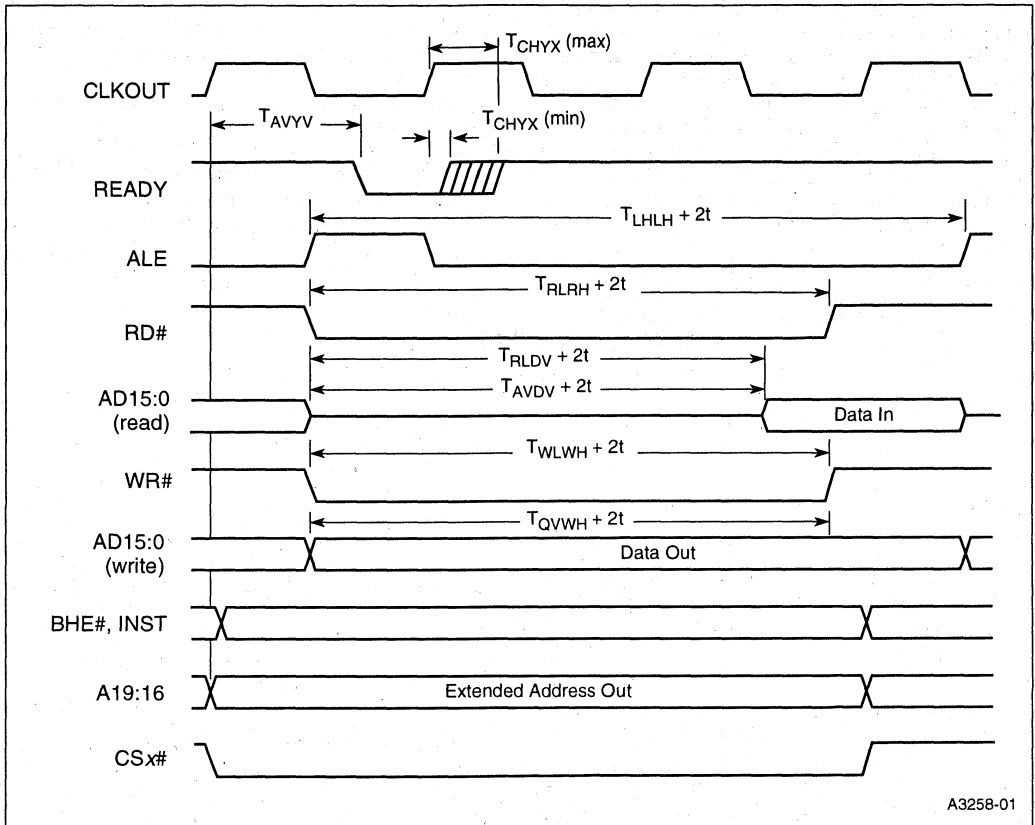 T_CHYX (max)
CLKOUT
T_AVYV
T_CHYX (min)
READY
T_LHLH + 2t
ALE
T_RLRH + 2t
RD#
T_RLDV + 2t
T_AVDV + 2t
AD15:0
(read)
Data In
T_WLWH + 2t
WR#
T_QVWH + 2t
AD15:0
(write)
Data Out
BHE#, INST
A19:16
Extended Address Out
CSx#
A3258-01